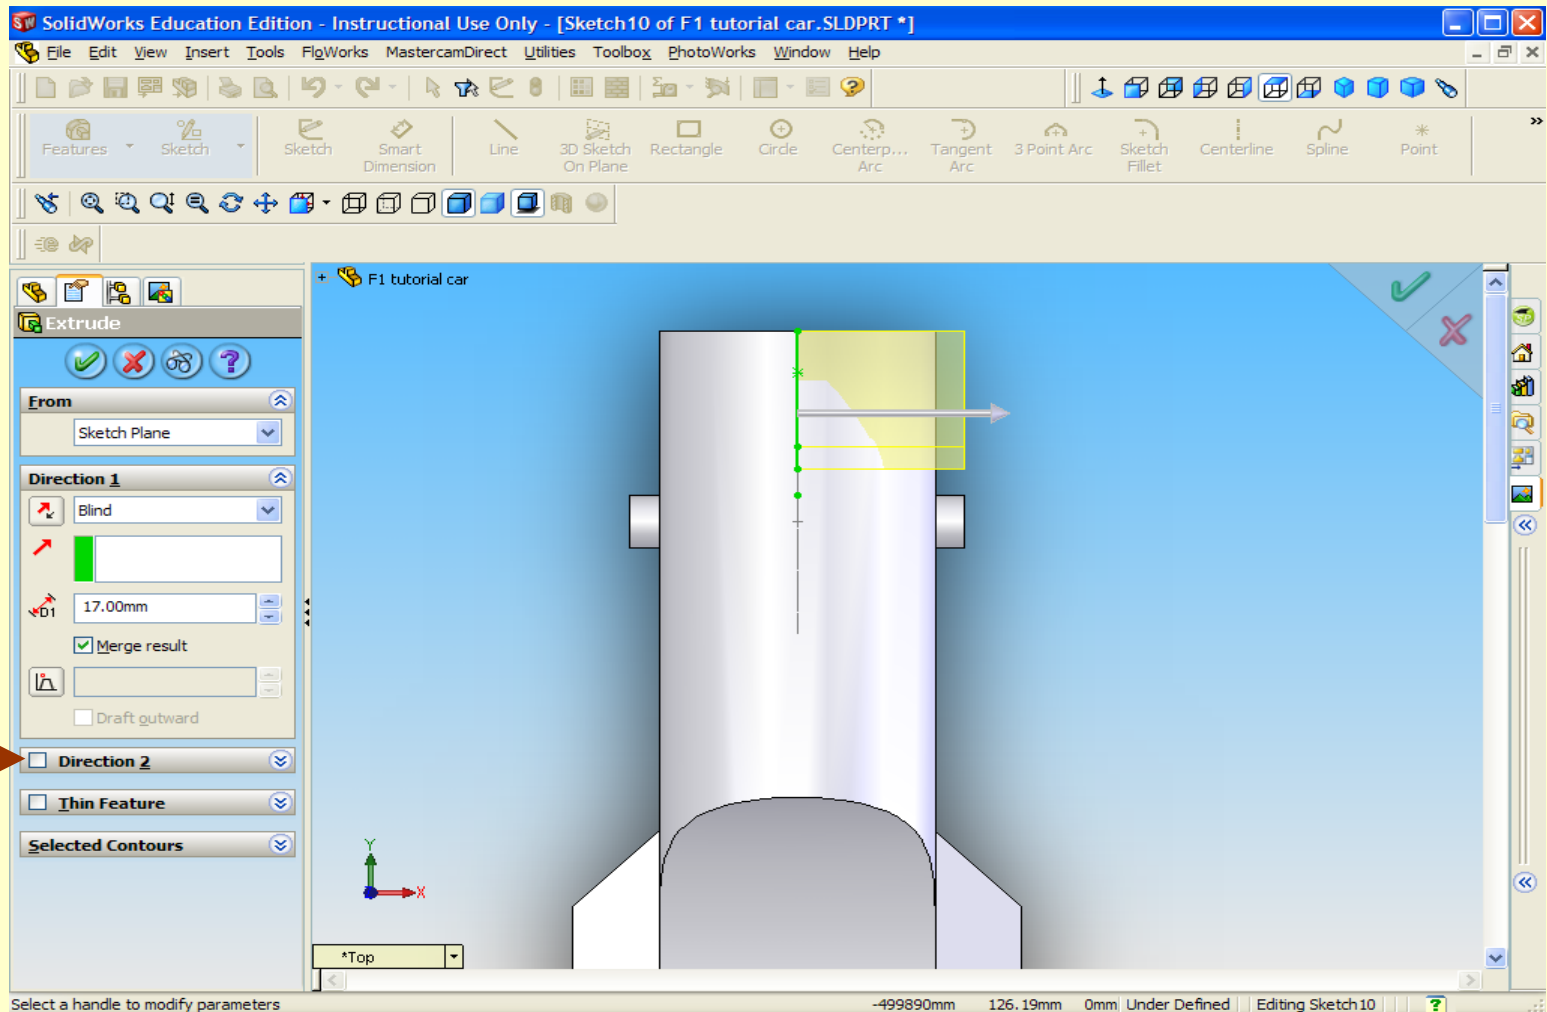 SolidWorks Education Edition - Instructional Use Only - [Sketch10 of F1 tutorial car.SLDPRT *]
File Edit View Insert Tools FloWorks MastercamDirect Utilities Toolbox PhotoWorks Window Help
Features Sketch Sketch Smart Dimension Line 3D Sketch On Plane Rectangle Circle Centerp... Arc Tangent Arc 3 Point Arc Sketch Fillet Centerline Spline Point
F1 tutorial car
Extrude
From
Sketch Plane
Direction 1
Blind
D1 17.00mm
Merge result
Draft outward
Direction 2
Thin Feature
Selected Contours
Y
X
*Top
Select a handle to modify parameters -499890mm 126.19mm 0mm Under Defined Editing Sketch10